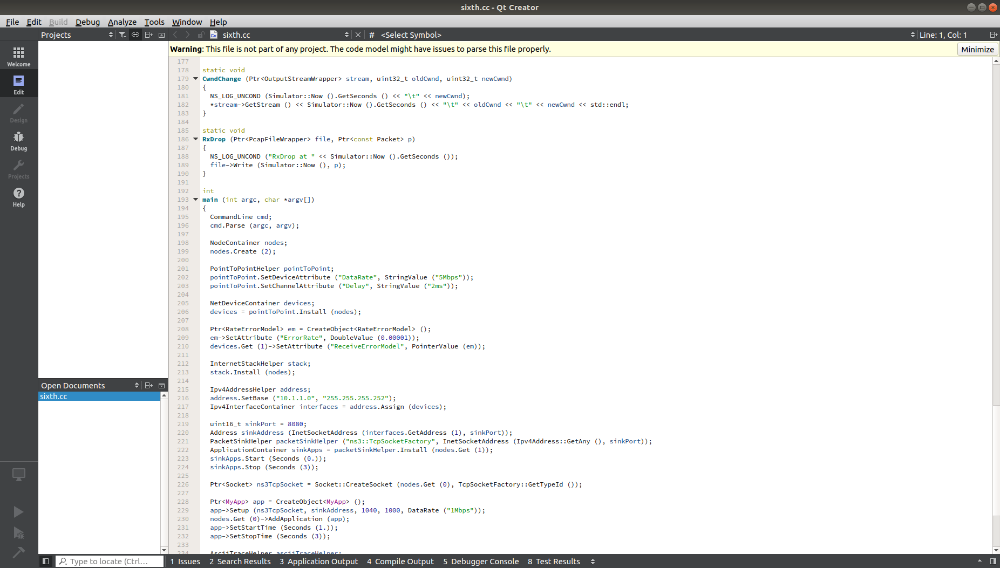 sixth.cc - Qt Creator
File Edit Build Debug Analyze Tools Window Help
Projects
sixth.cc
# <Select Symbol>
Line: 1, Col: 1
Welcome
Edit
Design
Debug
Projects
Help
Warning: This file is not part of any project. The code model might have issues to parse this file properly.
Minimize
177
178 static void
179 CwndChange (Ptr<OutputStreamWrapper> stream, uint32_t oldCwnd, uint32_t newCwnd)
180 {
181   NS_LOG_UNCOND (Simulator::Now ().GetSeconds () << "\t" << newCwnd);
182   *stream->GetStream () << Simulator::Now ().GetSeconds () << "\t" << oldCwnd << "\t" << newCwnd << std::endl;
183 }
184
185 static void
186 RxDrop (Ptr<PcapFileWrapper> file, Ptr<const Packet> p)
187 {
188   NS_LOG_UNCOND ("RxDrop at " << Simulator::Now ().GetSeconds ());
189   file->Write (Simulator::Now (), p);
190 }
191
192 int
193 main (int argc, char *argv[])
194 {
195   CommandLine cmd;
196   cmd.Parse (argc, argv);
197
198   NodeContainer nodes;
199   nodes.Create (2);
200
201   PointToPointHelper pointToPoint;
202   pointToPoint.SetDeviceAttribute ("DataRate", StringValue ("5Mbps"));
203   pointToPoint.SetChannelAttribute ("Delay", StringValue ("2ms"));
204
205   NetDeviceContainer devices;
206   devices = pointToPoint.Install (nodes);
207
208   Ptr<RateErrorModel> em = CreateObject<RateErrorModel> ();
209   em->SetAttribute ("ErrorRate", DoubleValue (0.00001));
210   devices.Get (1)->SetAttribute ("ReceiveErrorModel", PointerValue (em));
211
212   InternetStackHelper stack;
213   stack.Install (nodes);
214
215   Ipv4AddressHelper address;
216   address.SetBase ("10.1.1.0", "255.255.255.252");
217   Ipv4InterfaceContainer interfaces = address.Assign (devices);
218
219   uint16_t sinkPort = 8080;
220   Address sinkAddress (InetSocketAddress (interfaces.GetAddress (1), sinkPort));
221   PacketSinkHelper packetSinkHelper ("ns3::TcpSocketFactory", InetSocketAddress (Ipv4Address::GetAny (), sinkPort));
222   ApplicationContainer sinkApps = packetSinkHelper.Install (nodes.Get (1));
223   sinkApps.Start (Seconds (0.));
224   sinkApps.Stop (Seconds (3));
225
226   Ptr<Socket> ns3TcpSocket = Socket::CreateSocket (nodes.Get (0), TcpSocketFactory::GetTypeId ());
227
228   Ptr<MyApp> app = CreateObject<MyApp> ();
229   app->Setup (ns3TcpSocket, sinkAddress, 1040, 1000, DataRate ("1Mbps"));
230   nodes.Get (0)->AddApplication (app);
231   app->SetStartTime (Seconds (1.));
232   app->SetStopTime (Seconds (3));
233
234   AsciiTraceHelper asciiTraceHelper;
Open Documents
sixth.cc
Type to locate (Ctrl...
1 Issues 2 Search Results 3 Application Output 4 Compile Output 5 Debugger Console 8 Test Results